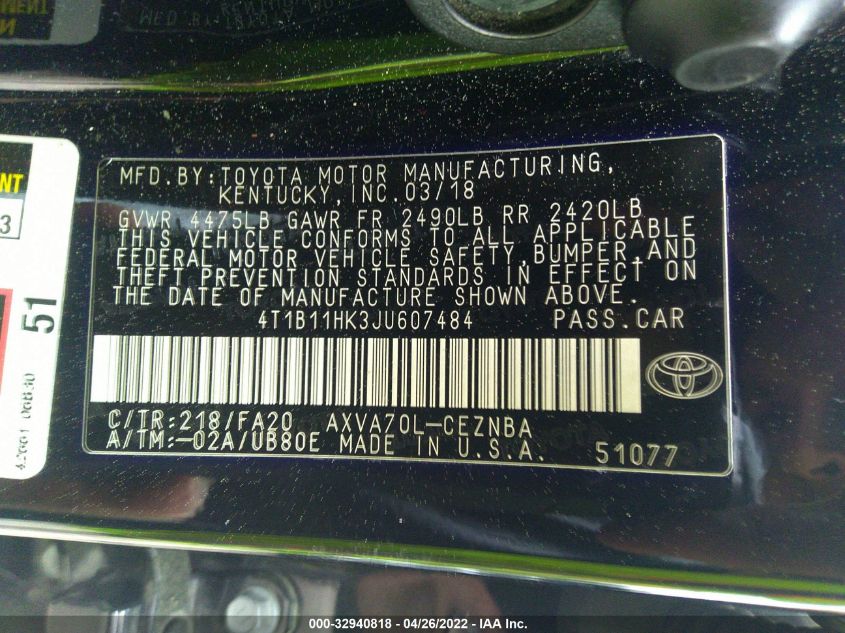 MFD.BY:TOYOTA MOTOR MANUFACTURING,
KENTUCKY,INC.03/18
GVWR 4475LB GAWR FR 2490LB RR 2420LB
THIS VEHICLE CONFORMS TO ALL APPLICABLE
FEDERAL MOTOR VEHICLE SAFETY,BUMPER,AND
THEFT PREVENTION STANDARDS IN EFFECT ON
THE DATE OF MANUFACTURE SHOWN ABOVE.
4T1B11HK3JU607484 PASS.CAR
C/TR:218/FA20 AXVA70L-CEZNBA
A/TM:-02A/UB80E MADE IN U.S.A. 51077
NT
3
51
000-32940818 - 04/26/2022 - IAA Inc.